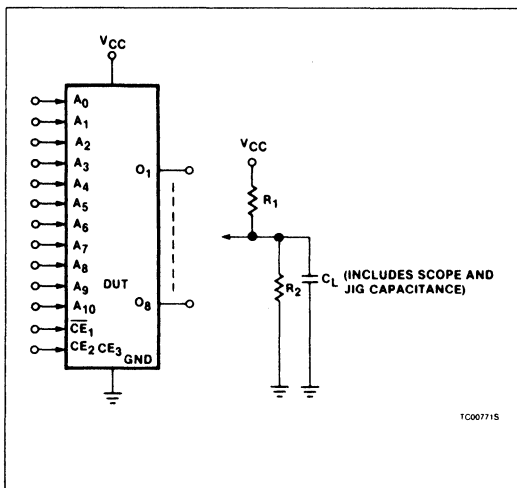 VCC
A0
A1
A2
A3
A4
A5
A6
A7
A8
A9
A10
CE1
CE2 CE3
GND
DUT
O1
O8
VCC
R1
R2
CL (INCLUDES SCOPE AND
JIG CAPACITANCE)
TC00771S